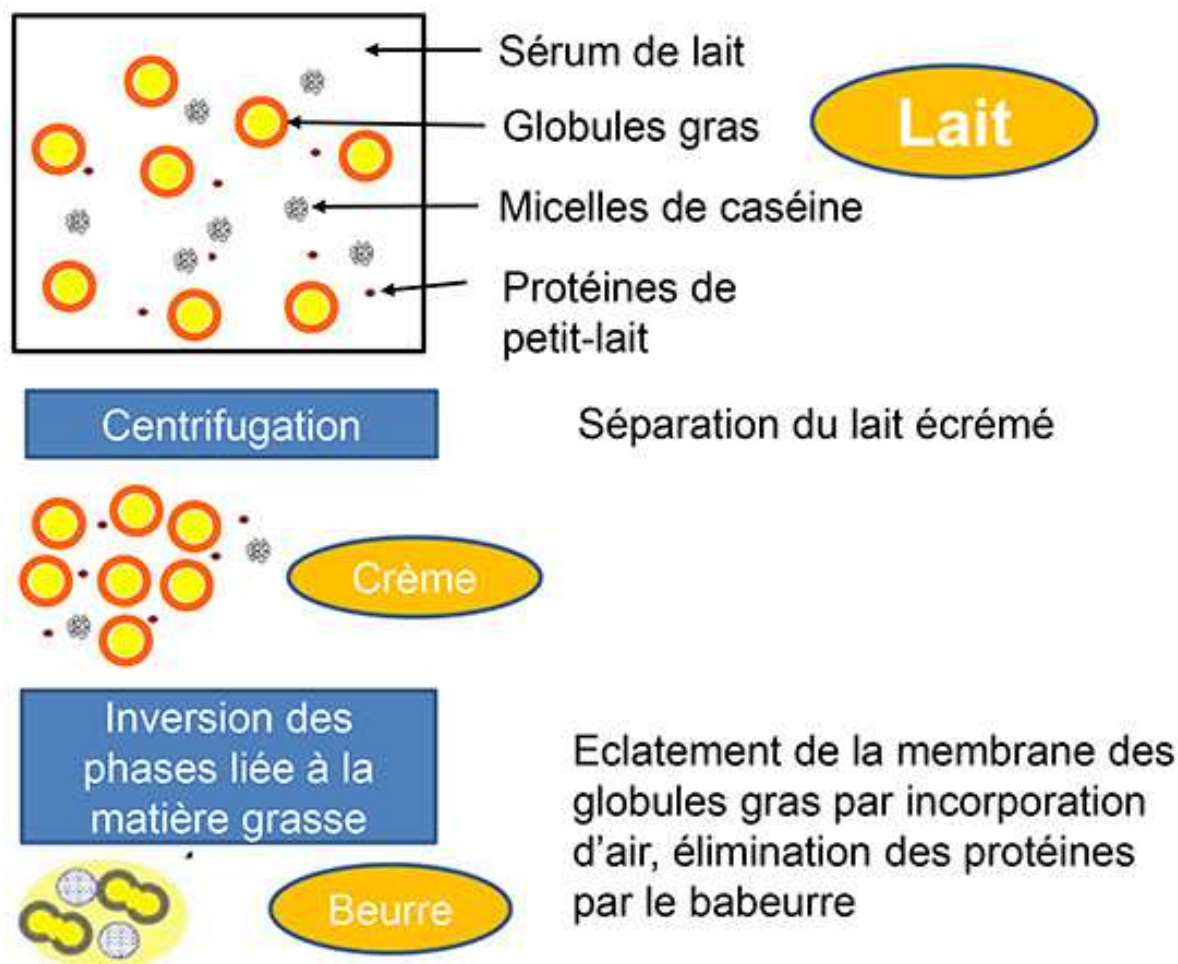 Sérum de lait
Lait
Globules gras
Micelles de caséine
Protéines de
petit-lait
Centrifugation
Séparation du lait écrémé
Crème
Inversion des
phases liée à la
matière grasse
Eclatement de la membrane des
globules gras par incorporation
d'air, élimination des protéines
par le babeurre
Beurre